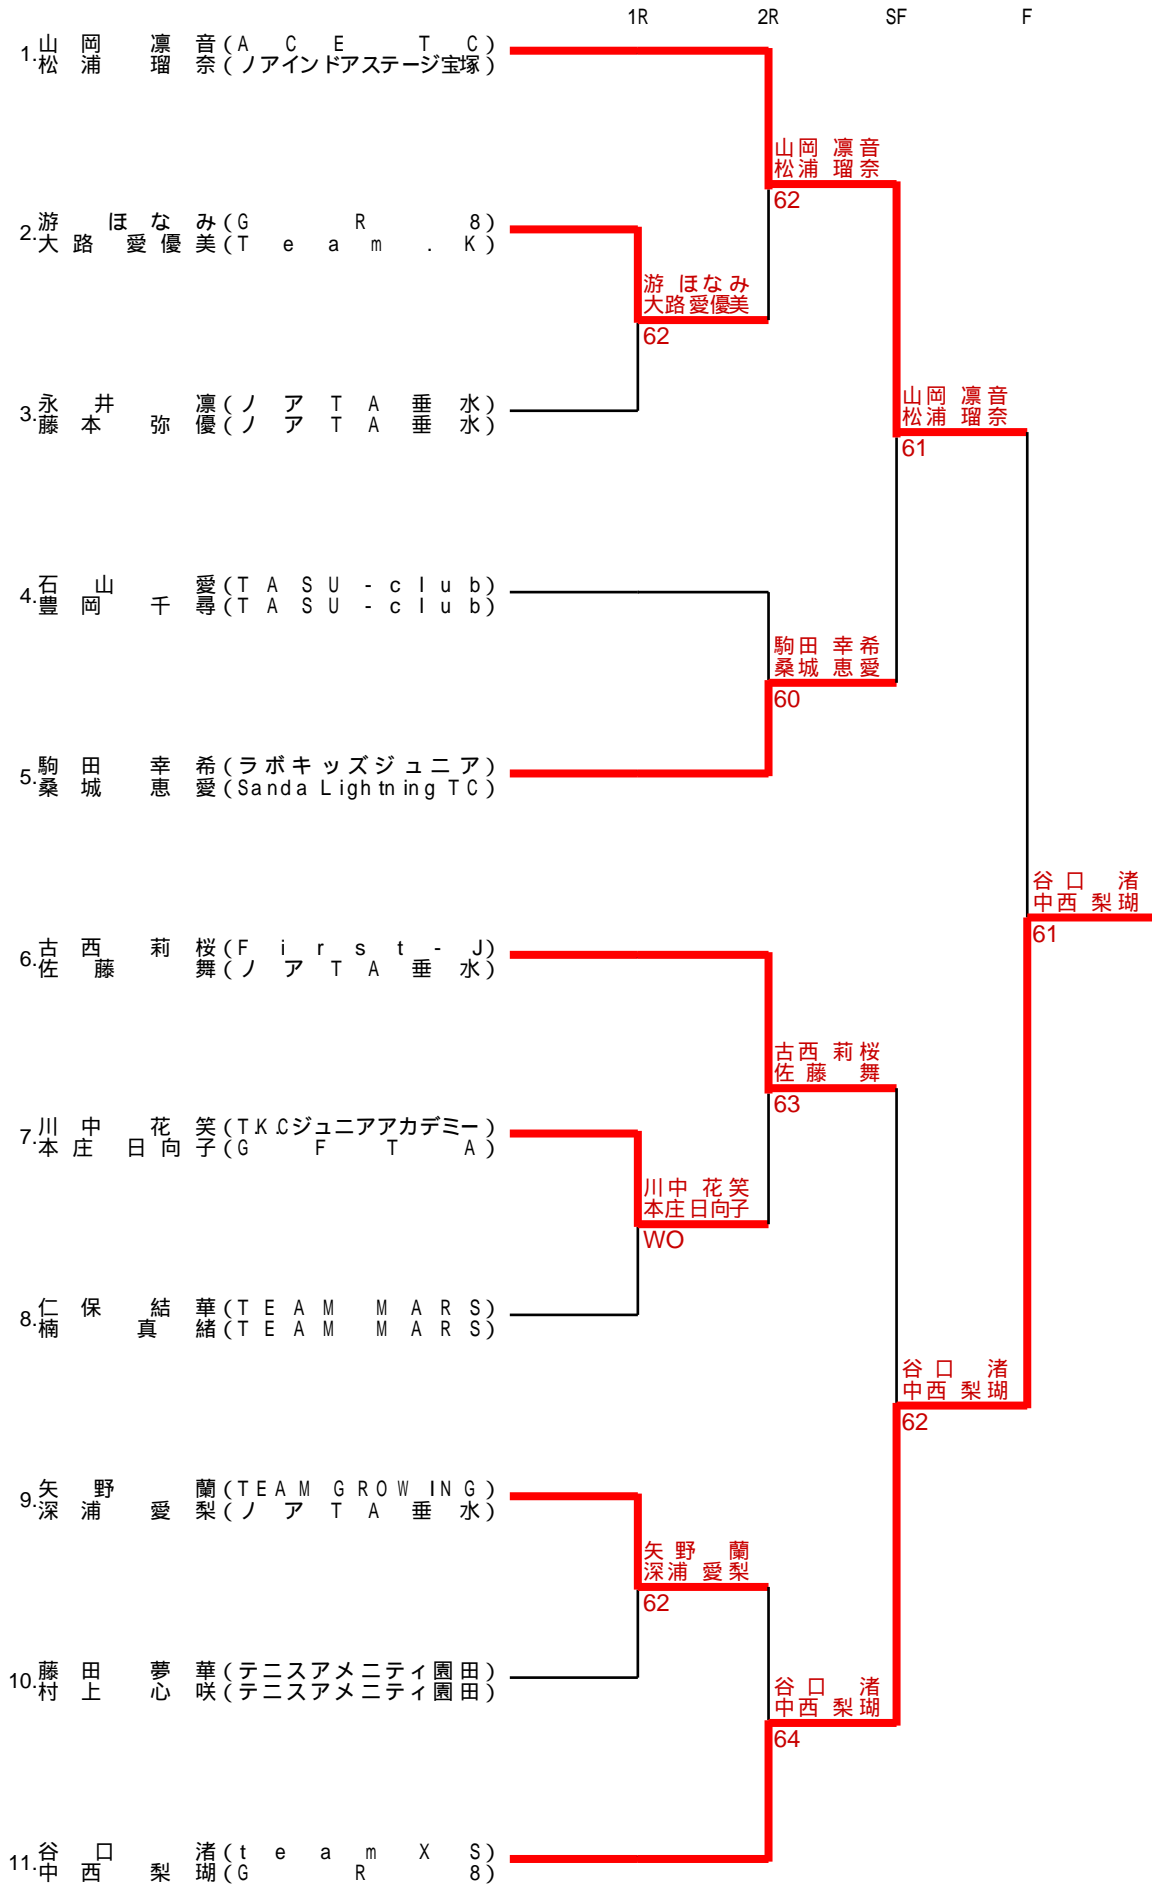 1R 2R SF F
1. 山岡 凛音(ACE TC)
松浦 瑠奈(ノアインドアステージ宝塚)
山岡 凛音
松浦 瑠奈
62
2. 游 ほなみ(GR8)
大路 愛優美(Team.K)
游 ほなみ
大路愛優美
62
3. 永井 凛(ノアTA垂水)
藤本 弥優(ノアTA垂水)
山岡 凛音
松浦 瑠奈
61
4. 石山 愛(TASU-club)
豊岡 千尋(TASU-club)
駒田 幸希
桑城 恵愛
60
5. 駒田 幸希(ラボキッズジュニア)
桑城 恵愛(Sanda Lightning TC)
谷口 渚
中西 梨瑚
61
6. 古西 莉桜(First-J)
佐藤 舞(ノアTA垂水)
古西 莉桜
佐藤 舞
63
7. 川中 花笑(T.K.Cジュニアアカデミー)
本庄 日向子(GFTA)
川中 花笑
本庄日向子
WO
8. 仁保 結華(TEAM MARS)
楠 真緒(TEAM MARS)
谷口 渚
中西 梨瑚
62
9. 矢野 蘭(TEAM GROWING)
深浦 愛梨(ノアTA垂水)
矢野 蘭
深浦 愛梨
62
10. 藤田 夢華(テニスアメニティ園田)
村上 心咲(テニスアメニティ園田)
谷口 渚
中西 梨瑚
64
11. 谷口 渚(team XS)
中西 梨瑚(GR8)